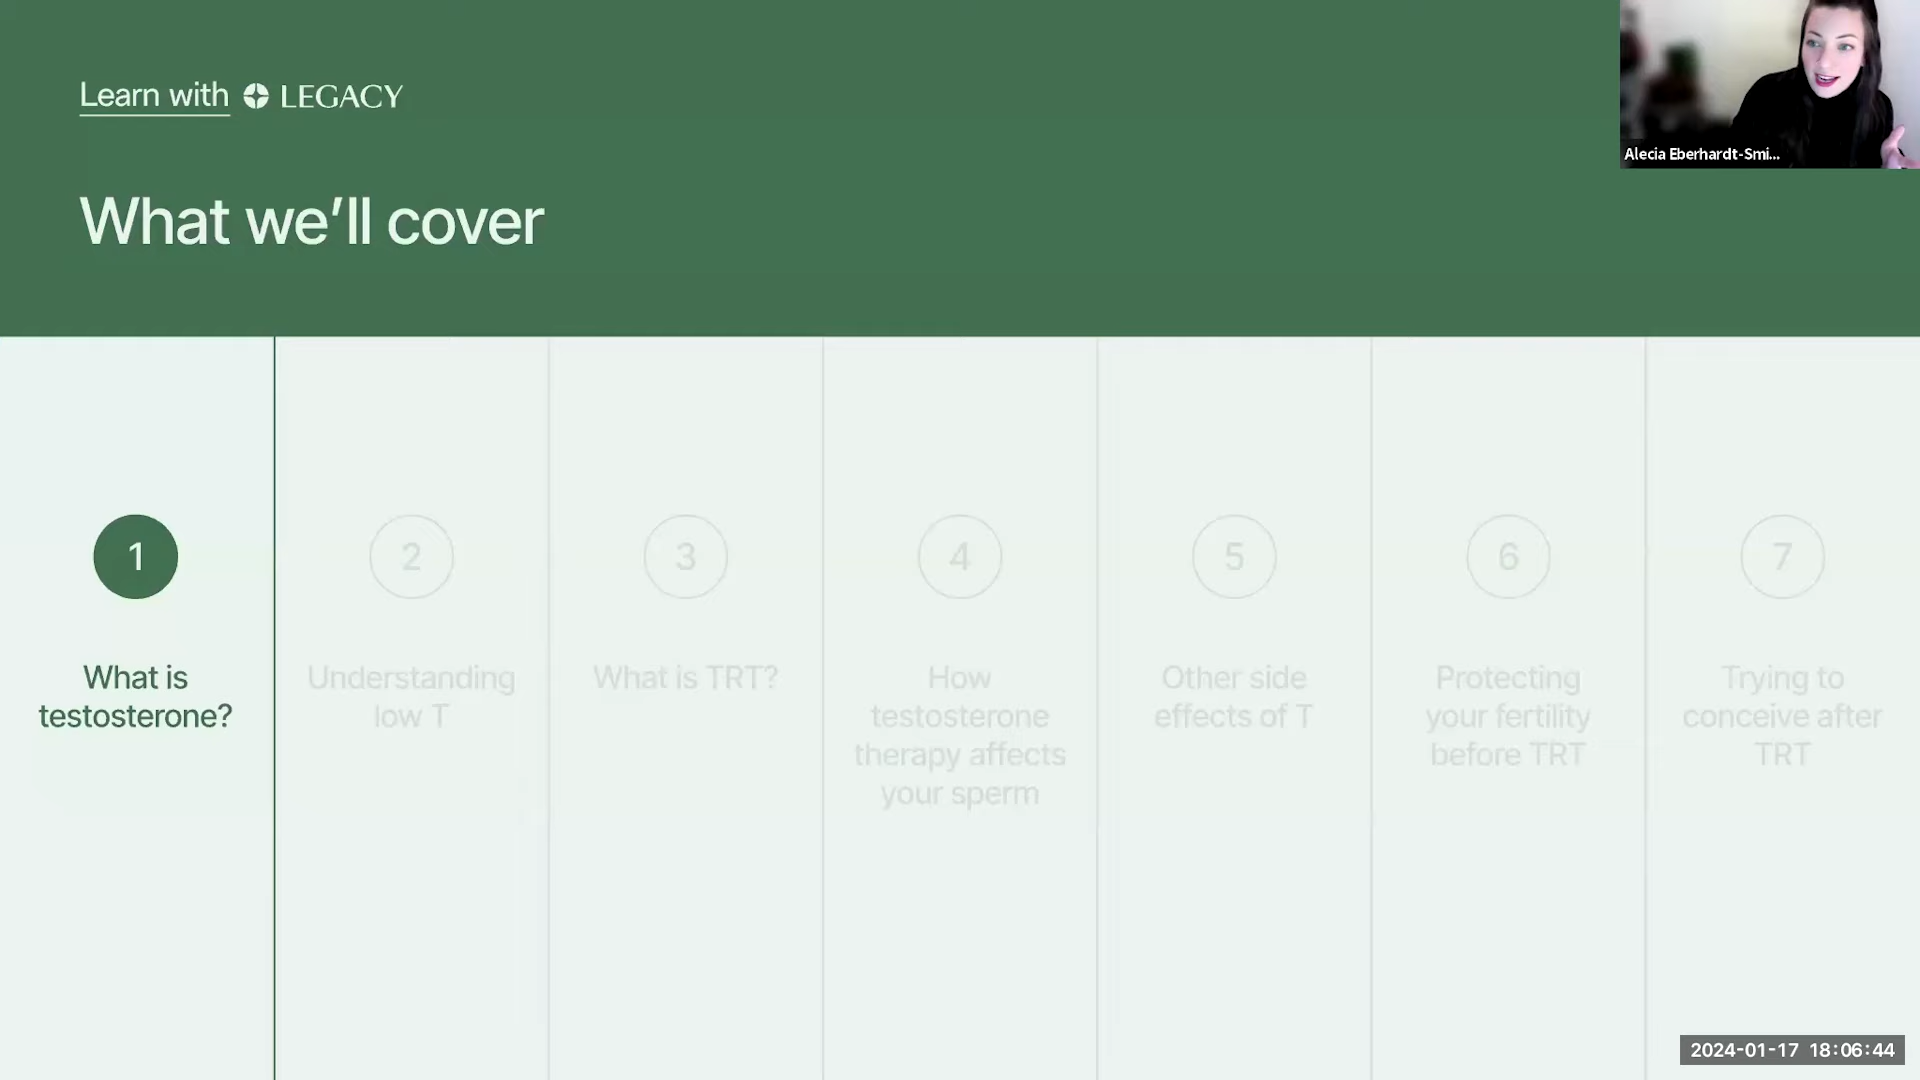 Learn with LEGACY
Alecia Eberhardt-Smi...
What we’ll cover
1
What is
testosterone?
2
Understanding
low T
3
What is TRT?
4
How
testosterone
therapy affects
your sperm
5
Other side
effects of T
6
Protecting
your fertility
before TRT
7
Trying to
conceive after
TRT
2024-01-17 18:06:44